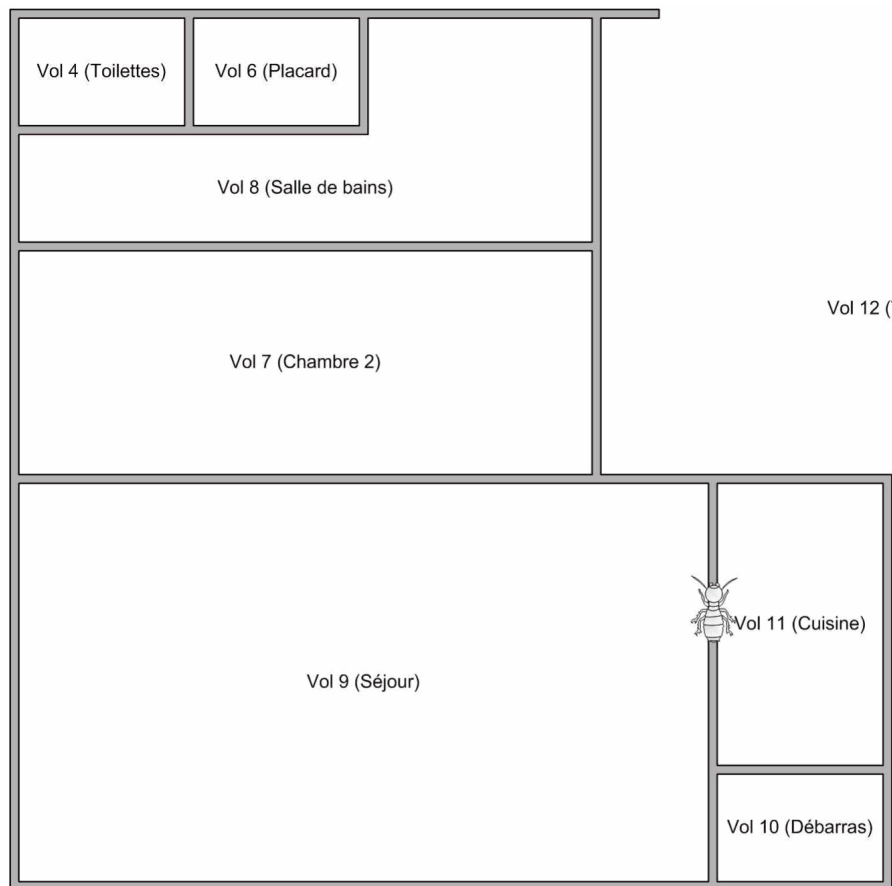 Vol 4 (Toilettes)
Vol 6 (Placard)
Vol 8 (Salle de bains)
Vol 12 (
Vol 7 (Chambre 2)
Vol 11 (Cuisine)
Vol 9 (Séjour)
Vol 10 (Débarras)